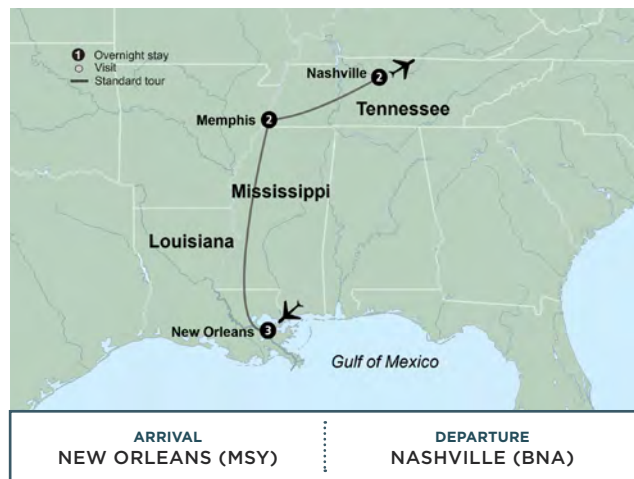 1 Overnight stay
Visit
Standard tour
Nashville 2
Tennessee
Memphis 2
Mississippi
Louisiana
New Orleans 3
Gulf of Mexico
ARRIVAL
NEW ORLEANS (MSY)
DEPARTURE
NASHVILLE (BNA)